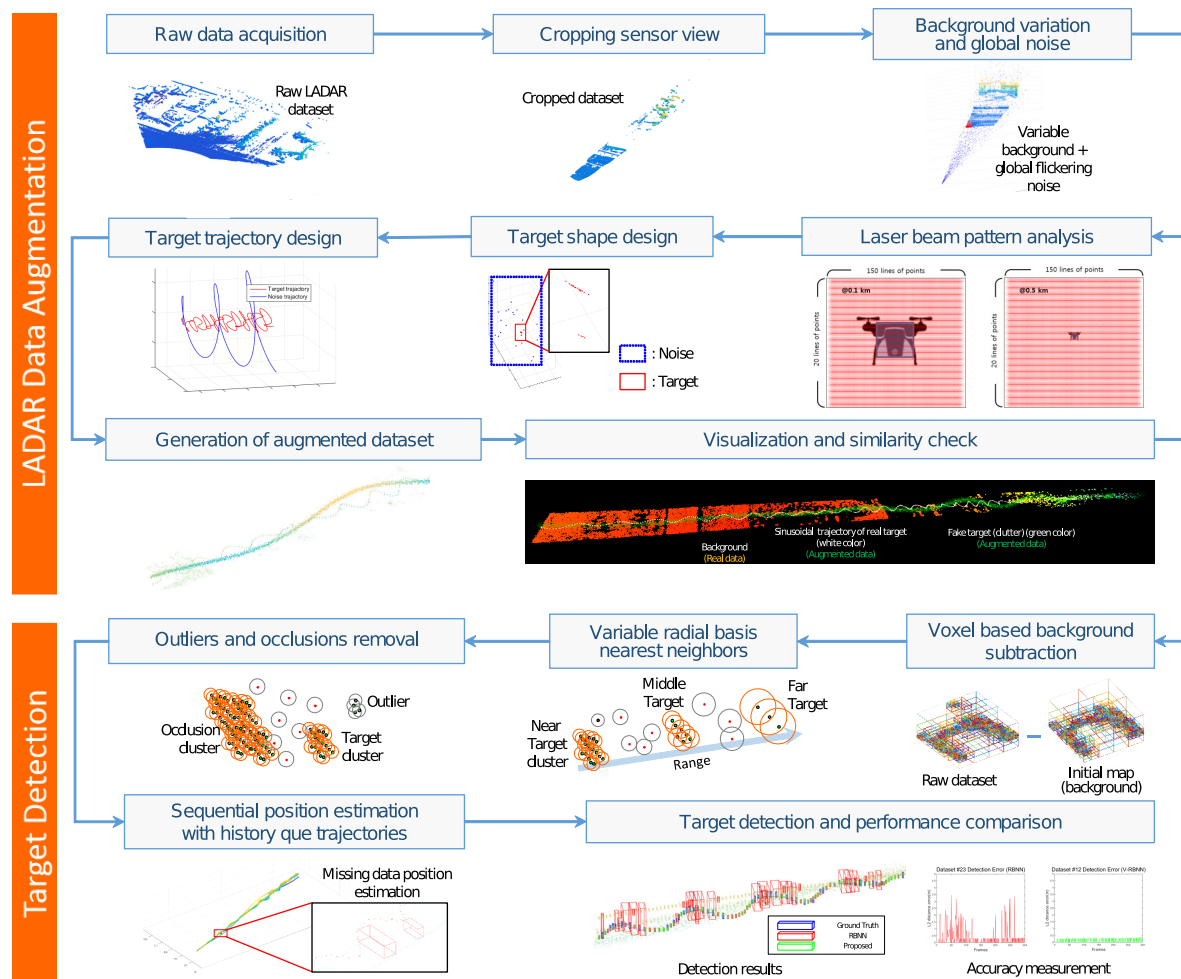 LADAR Data Augmentation
Raw data acquisition
Cropping sensor view
Background variation
and global noise
Raw LADAR
dataset
Cropped dataset
Variable
background +
global flickering
noise
Target trajectory design
Target shape design
Laser beam pattern analysis
Target trajectory
Noise trajectory
: Noise
: Target
150 lines of points
@0.1 km
20 lines of points
150 lines of points
@0.5 km
20 lines of points
Generation of augmented dataset
Visualization and similarity check
Background
(Real data)
Sinusoidal trajectory of real target
(white color)
(Augmented data)
Fake target (clutter) (green color)
(Augmented data)
Target Detection
Outliers and occlusions removal
Variable radial basis
nearest neighbors
Voxel based background
subtraction
Occlusion
cluster
Outlier
Target
cluster
Near
Target
cluster
Middle
Target
Far
Target
Range
Raw dataset
Initial map
(background)
Sequential position estimation
with history que trajectories
Target detection and performance comparison
Missing data position
estimation
Ground Truth
RBNN
Proposed
Detection results
Dataset #23 Detection Error (RBNN)
L2 distance error(m)
Frames
Dataset #12 Detection Error (V-RBNN)
L2 distance error(m)
Frames
Accuracy measurement